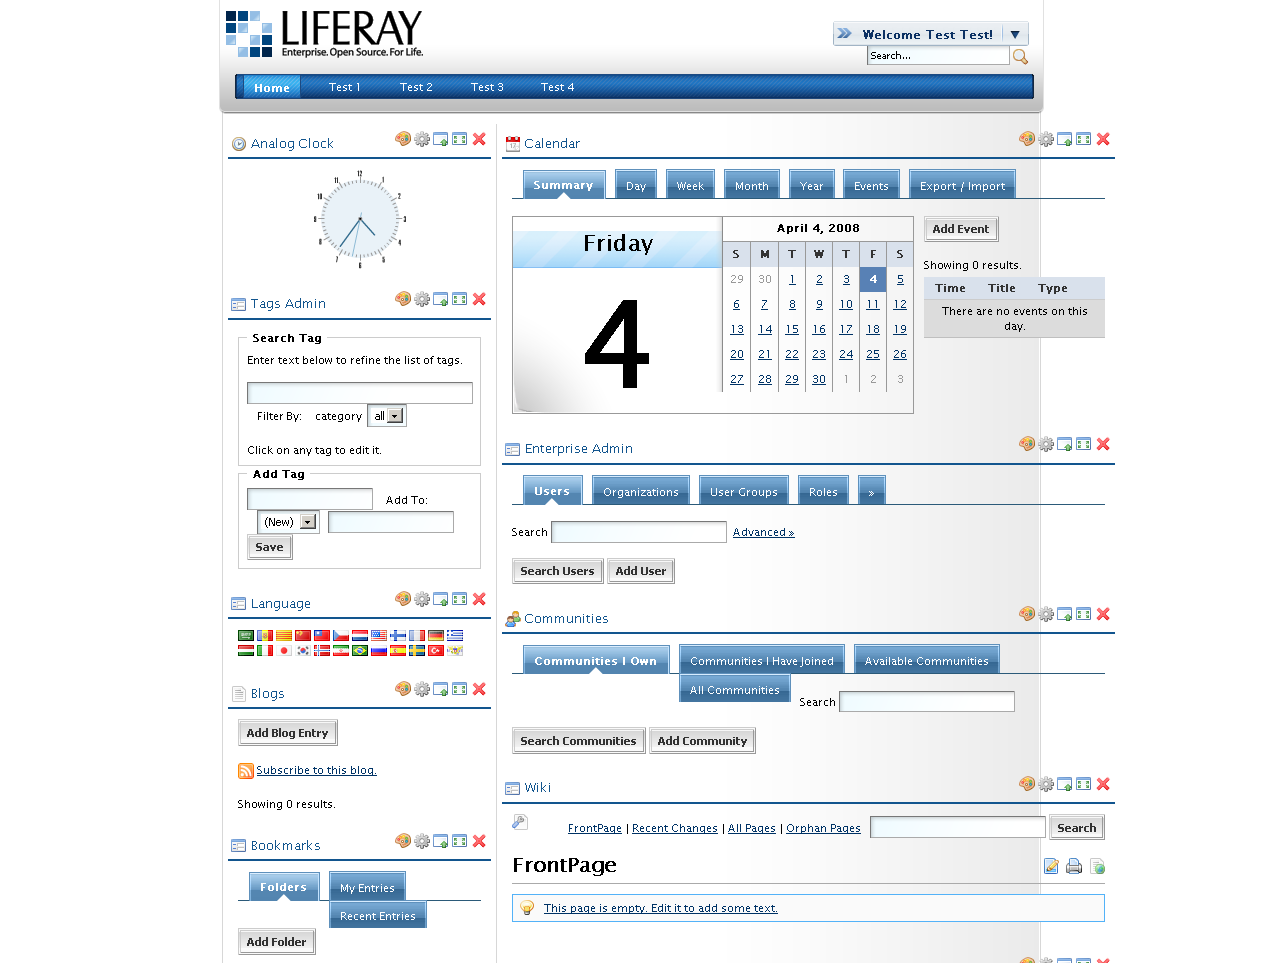 LIFERAY
Enterprise. Open Source. For Life.
Welcome Test Test!
Search...
Home Test 1 Test 2 Test 3 Test 4
Analog Clock
Tags Admin
Search Tag
Enter text below to refine the list of tags.
Filter By: category all
Click on any tag to edit it.
Add Tag
Add To:
(New)
Save
Language
Blogs
Add Blog Entry
Subscribe to this blog.
Showing 0 results.
Bookmarks
Folders My Entries
Recent Entries
Add Folder
Calendar
Summary Day Week Month Year Events Export / Import
Friday
4
April 4, 2008
S M T W T F S
29 30 1 2 3 4 5
6 7 8 9 10 11 12
13 14 15 16 17 18 19
20 21 22 23 24 25 26
27 28 29 30 1 2 3
Add Event
Showing 0 results.
Time Title Type
There are no events on this
day.
Enterprise Admin
Users Organizations User Groups Roles »
Search Advanced »
Search Users Add User
Communities
Communities I Own Communities I Have Joined Available Communities
All Communities Search
Search Communities Add Community
Wiki
FrontPage | Recent Changes | All Pages | Orphan Pages Search
FrontPage
This page is empty. Edit it to add some text.